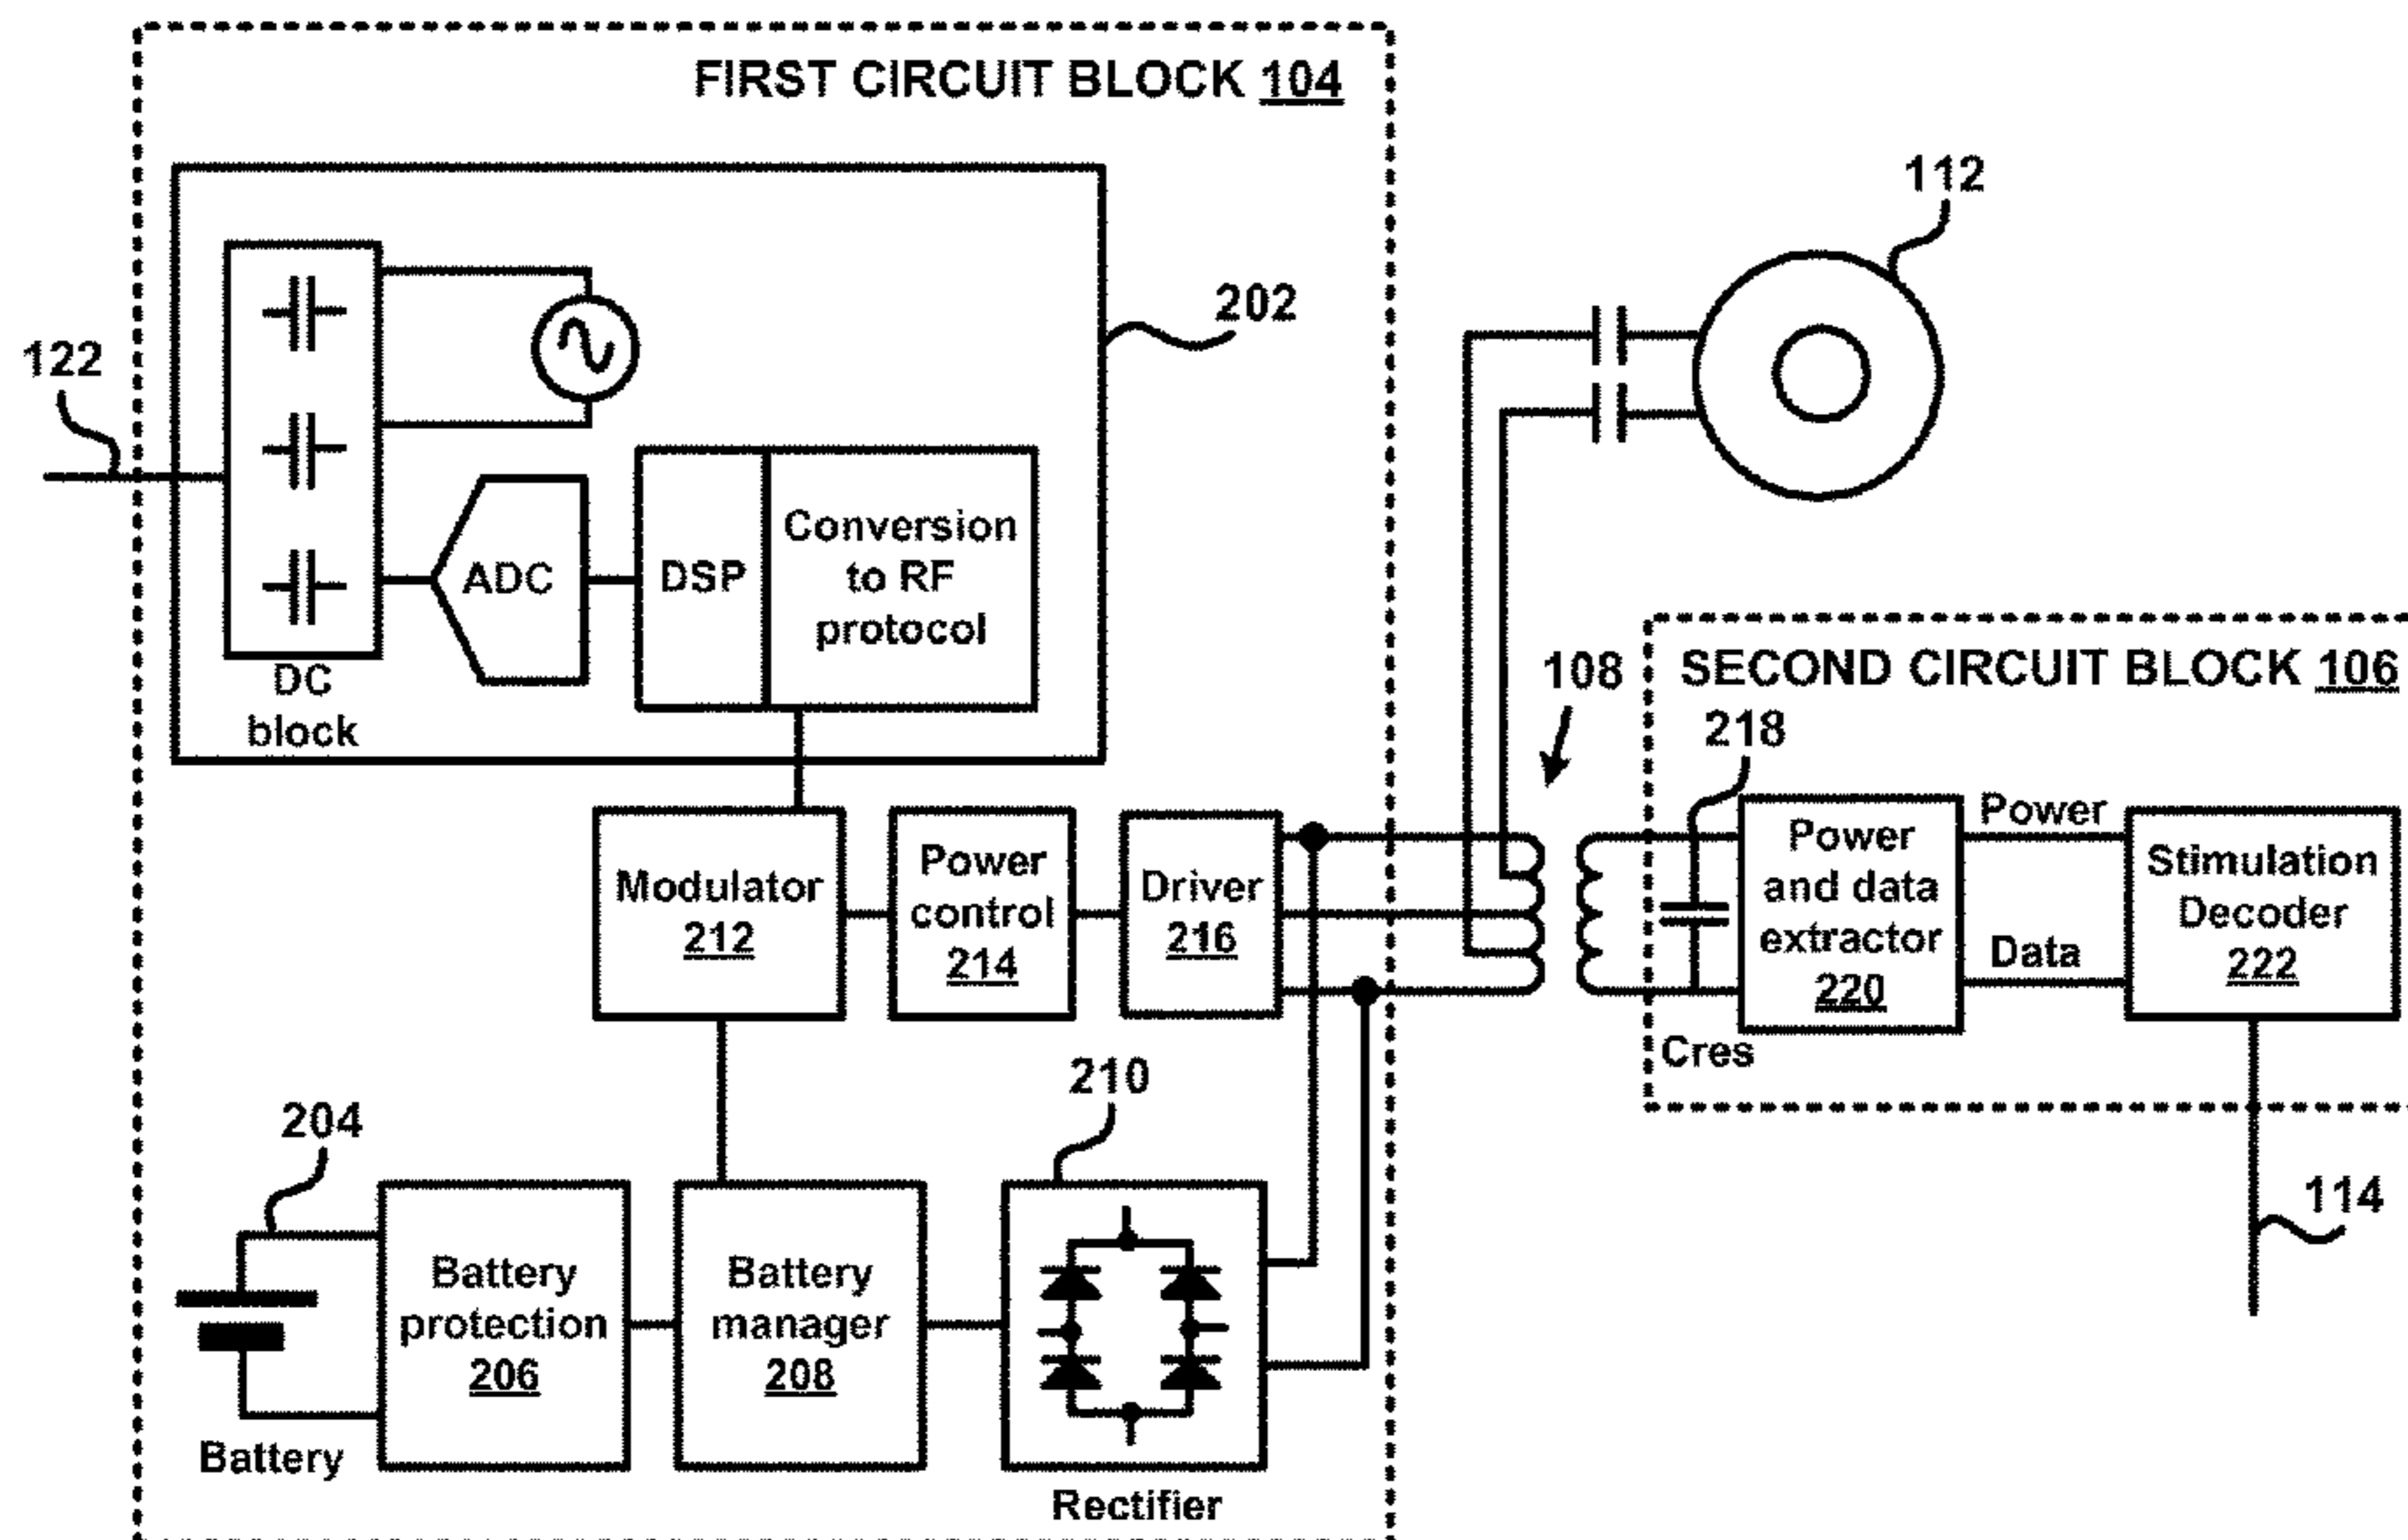 FIRST CIRCUIT BLOCK 104
112
202
122
ADC
DSP
Conversion
to RF
protocol
DC
block
108
SECOND CIRCUIT BLOCK 106
218
Modulator
212
Power
control
214
Driver
216
Power
and data
extractor
220
Power
Data
Stimulation
Decoder
222
Cres
210
204
114
Battery
protection
206
Battery
manager
208
Battery
Rectifier